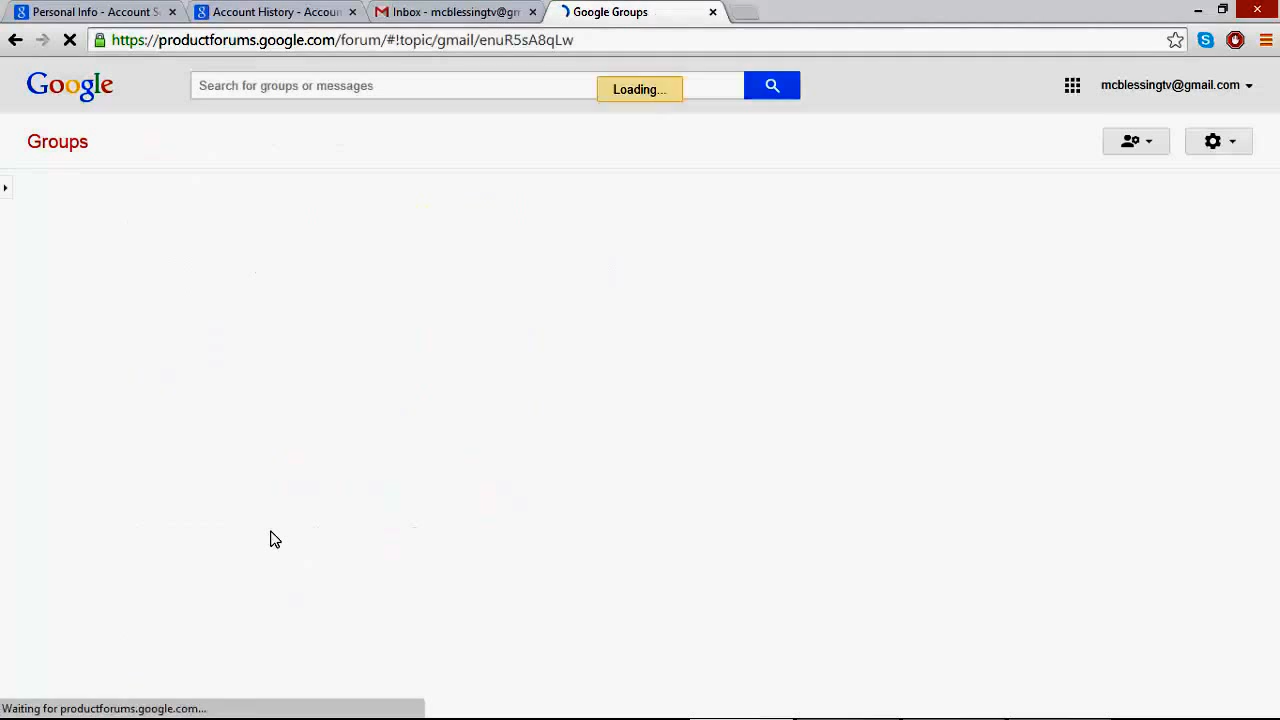 Personal Info - Account S
Account History - Accoun
Inbox - mcblessingtv@gm
Google Groups
https://productforums.google.com/forum/#!topic/gmail/enuR5sA8qLw
Google
Search for groups or messages
Loading...
mcblessingtv@gmail.com
Groups
Waiting for productforums.google.com...